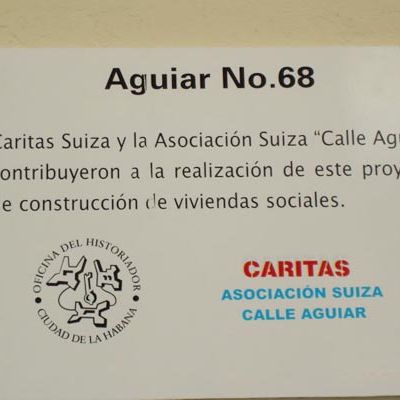 Aguiar No.68
Caritas Suiza y la Asociación Suiza “Calle Agu
ontribuyeron a la realización de este proy
e construcción de viviendas sociales.
OFICINA DEL HISTORIADOR
CIUDAD DE LA HABANA
CARITAS
ASOCIACIÓN SUIZA
CALLE AGUIAR